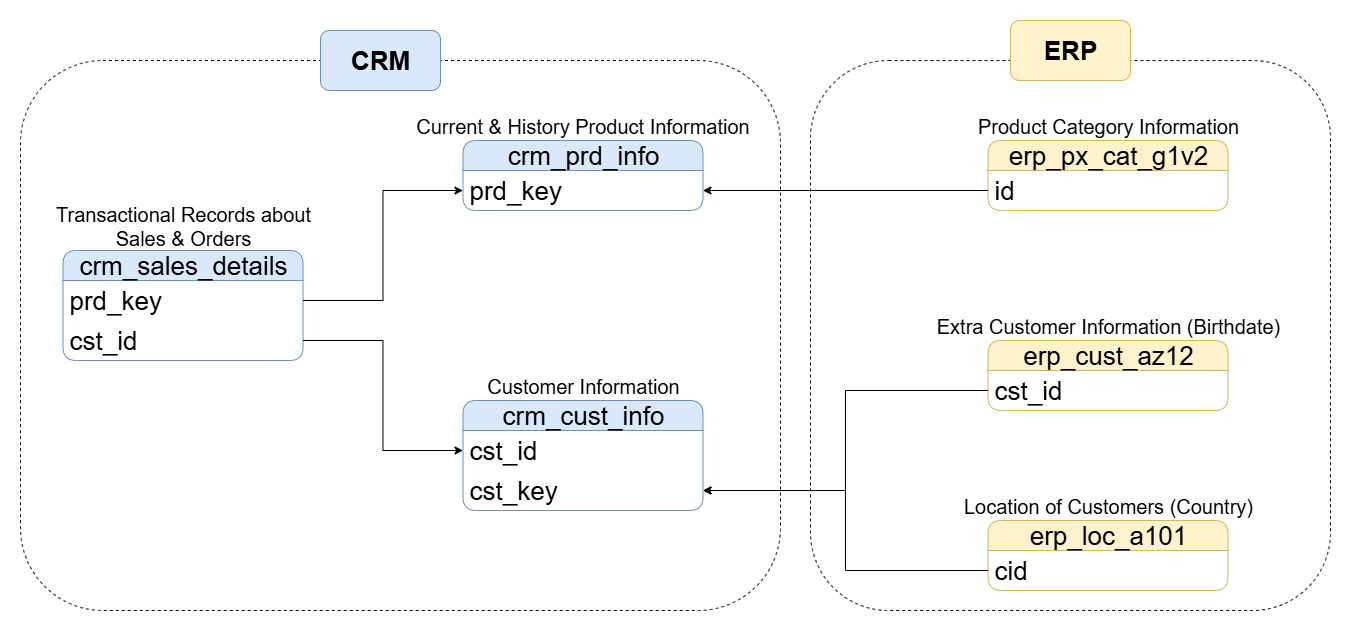 CRM
ERP
Current & History Product Information
crm_prd_info
prd_key
Product Category Information
erp_px_cat_g1v2
id
Transactional Records about
Sales & Orders
crm_sales_details
prd_key
cst_id
Extra Customer Information (Birthdate)
erp_cust_az12
cst_id
Customer Information
crm_cust_info
cst_id
cst_key
Location of Customers (Country)
erp_loc_a101
cid